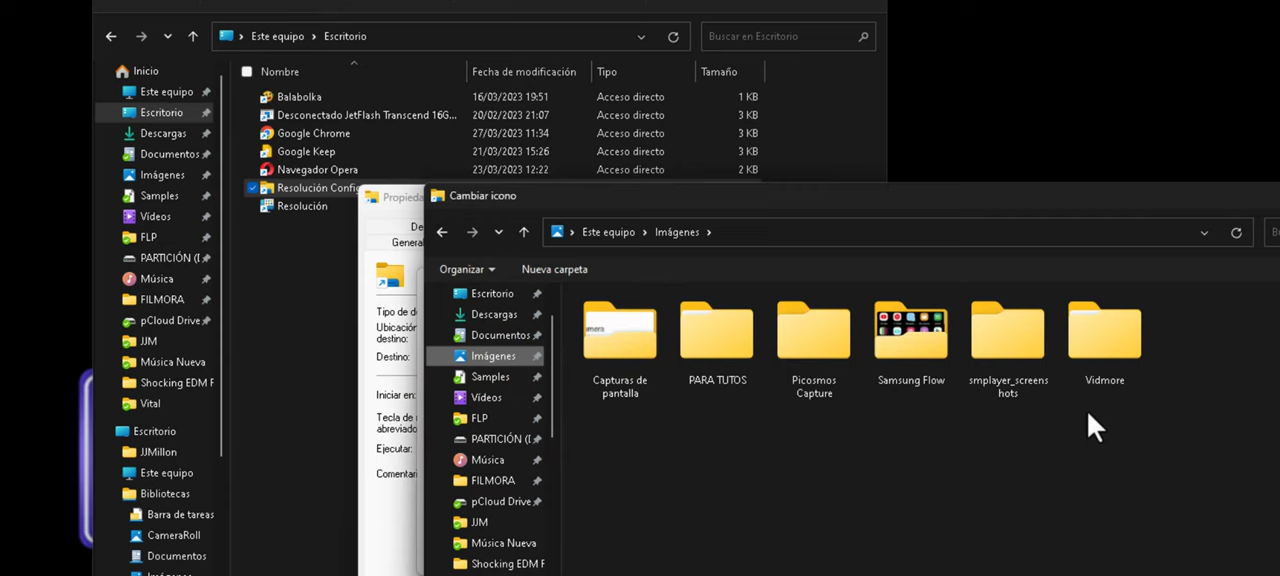 Este equipo > Escritorio
Buscar en Escritorio
Inicio
Este equipo
Escritorio
Descargas
Documentos
Imágenes
Samples
Vídeos
FLP
PARTICIÓN (
Música
FILMORA
pCloud Drive
JJM
Música Nueva
Shocking EDM F
Vital
Escritorio
JJMillon
Este equipo
Bibliotecas
Barra de tareas
CameraRoll
Documentos
Nombre Fecha de modificación Tipo Tamaño
Balabolka 16/03/2023 19:51 Acceso directo 1 KB
Desconectado JetFlash Transcend 16G... 20/02/2023 21:07 Acceso directo 3 KB
Google Chrome 27/03/2023 11:34 Acceso directo 3 KB
Google Keep 21/03/2023 15:26 Acceso directo 3 KB
Navegador Opera 23/03/2023 12:22 Acceso directo 2 KB
Resolución Config
Resolución
Propieda
De
General
Tipo de d
Ubicación
destino:
Destino:
Iniciar en:
Tecla de
abreviado
Ejecutar:
Comentari
Cambiar icono
Este equipo > Imágenes >
Organizar Nueva carpeta
Escritorio
Descargas
Documentos
Imágenes
Samples
Vídeos
FLP
PARTICIÓN (
Música
FILMORA
pCloud Drive
JJM
Música Nueva
Shocking EDM F
Capturas de
pantalla
PARA TUTOS
Picosmos
Capture
Samsung Flow
smplayer_screens
hots
Vidmore